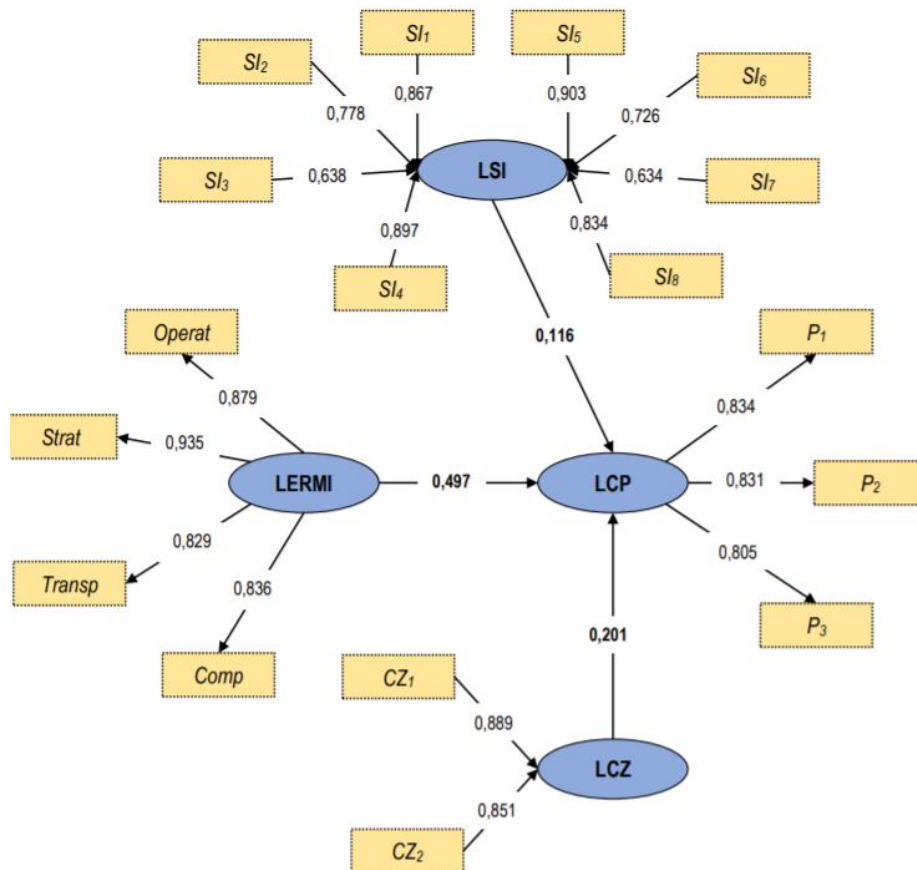 SI1
SI5
SI2
SI6
0,867
0,903
0,778
0,726
SI3
0,638
LSI
0,634
SI7
0,897
0,834
SI4
SI8
Operat
0,116
P1
0,879
0,834
Strat
0,935
LERMI
0,497
LCP
0,831
P2
0,829
0,805
Transp
0,836
P3
Comp
0,201
CZ1
0,889
LCZ
0,851
CZ2